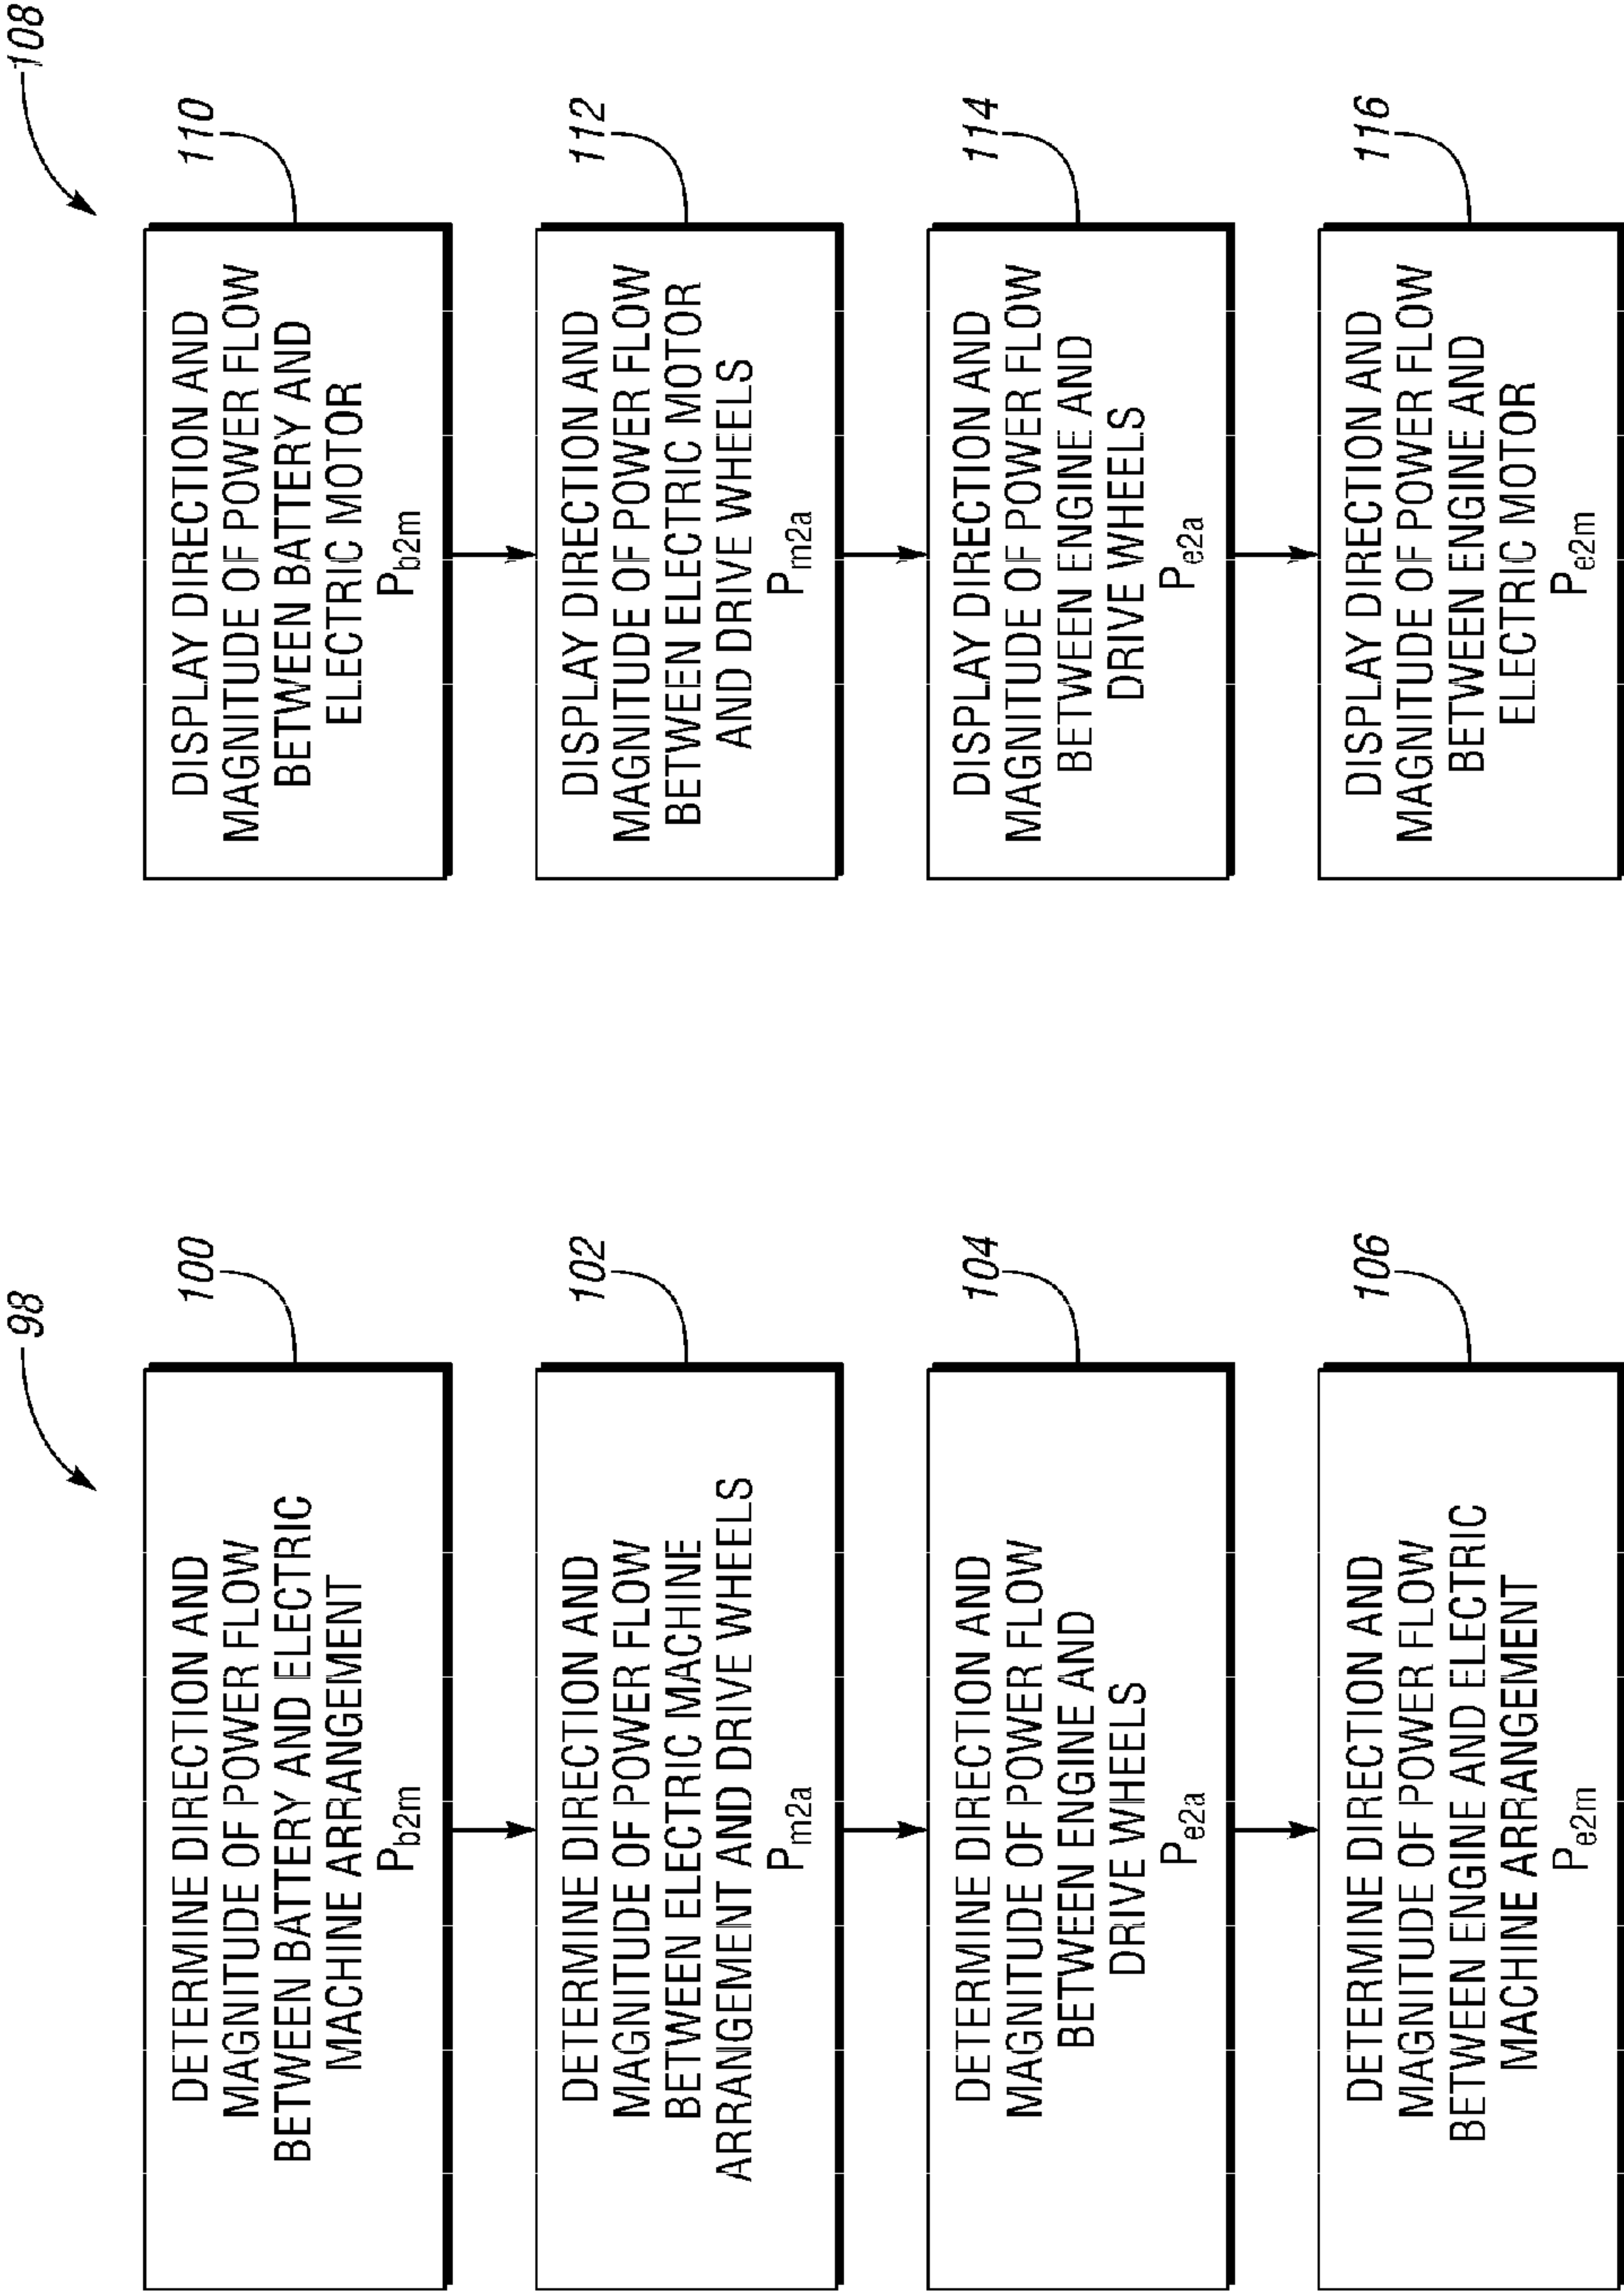 98
DETERMINE DIRECTION AND
MAGNITUDE OF POWER FLOW
BETWEEN BATTERY AND ELECTRIC
MACHINE ARRANGEMENT
Pb2m
100
DETERMINE DIRECTION AND
MAGNITUDE OF POWER FLOW
BETWEEN ELECTRIC MACHINE
ARRANGEMENT AND DRIVE WHEELS
Pm2a
102
DETERMINE DIRECTION AND
MAGNITUDE OF POWER FLOW
BETWEEN ENGINE AND
DRIVE WHEELS
Pe2a
104
DETERMINE DIRECTION AND
MAGNITUDE OF POWER FLOW
BETWEEN ENGINE AND ELECTRIC
MACHINE ARRANGEMENT
Pe2m
106
108
DISPLAY DIRECTION AND
MAGNITUDE OF POWER FLOW
BETWEEN BATTERY AND
ELECTRIC MOTOR
Pb2m
110
DISPLAY DIRECTION AND
MAGNITUDE OF POWER FLOW
BETWEEN ELECTRIC MOTOR
AND DRIVE WHEELS
Pm2a
112
DISPLAY DIRECTION AND
MAGNITUDE OF POWER FLOW
BETWEEN ENGINE AND
DRIVE WHEELS
Pe2a
114
DISPLAY DIRECTION AND
MAGNITUDE OF POWER FLOW
BETWEEN ENGINE AND
ELECTRIC MOTOR
Pe2m
116